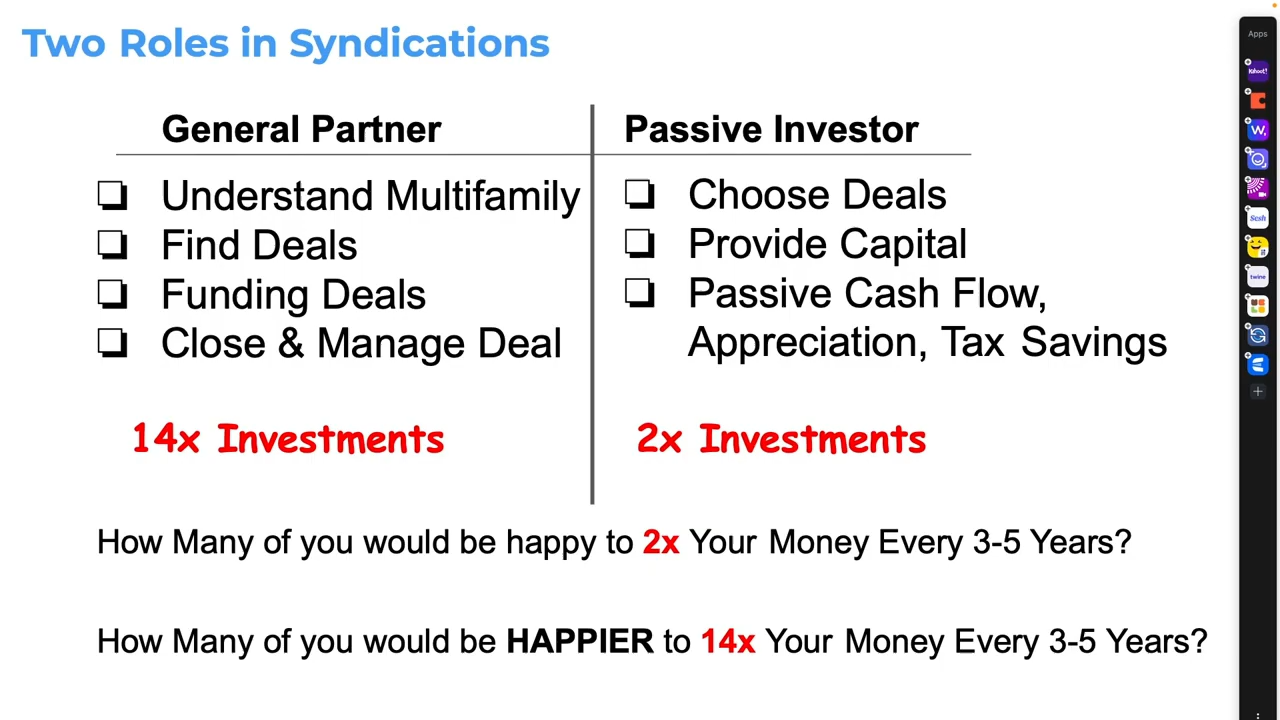 Two Roles in Syndications
General Partner
Understand Multifamily
Find Deals
Funding Deals
Close & Manage Deal
14x Investments
Passive Investor
Choose Deals
Provide Capital
Passive Cash Flow,
Appreciation, Tax Savings
2x Investments
How Many of you would be happy to 2x Your Money Every 3-5 Years?
How Many of you would be HAPPIER to 14x Your Money Every 3-5 Years?
Apps
Kahoot!
W,
Sesh
twine